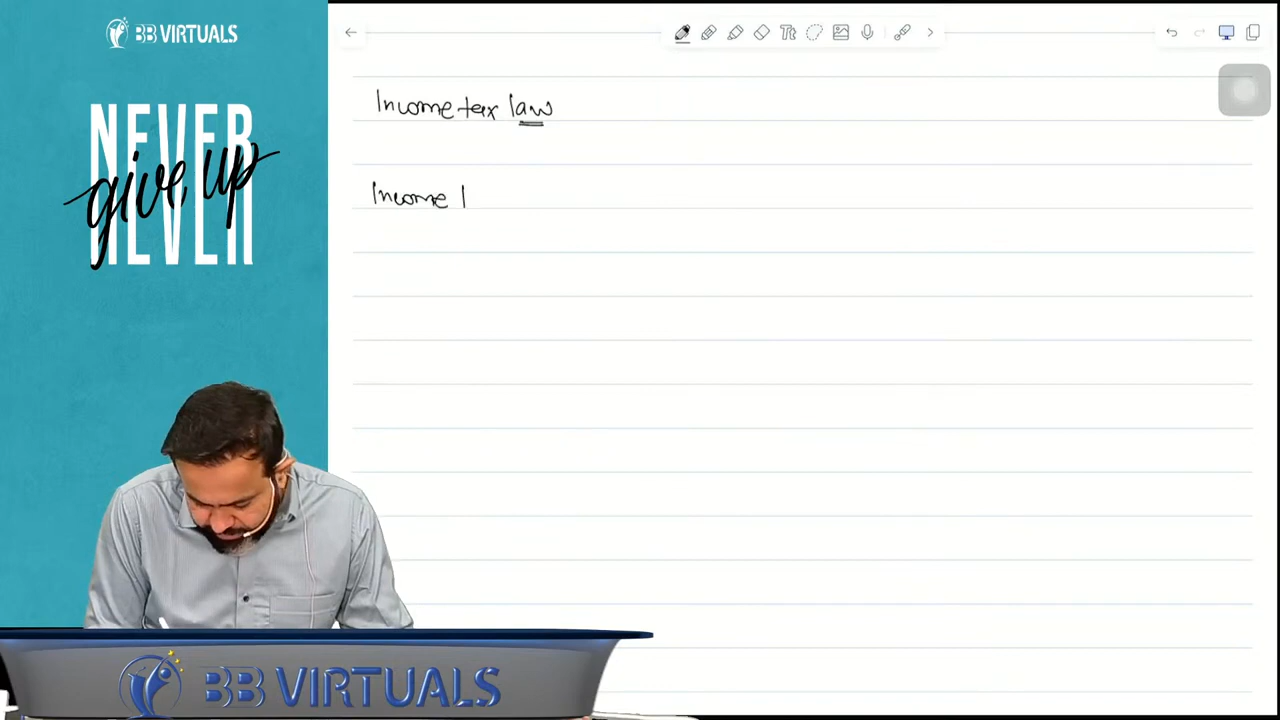 BB VIRTUALS
NEVER
give up
NEVER
Income tax law
Income
BB VIRTUALS